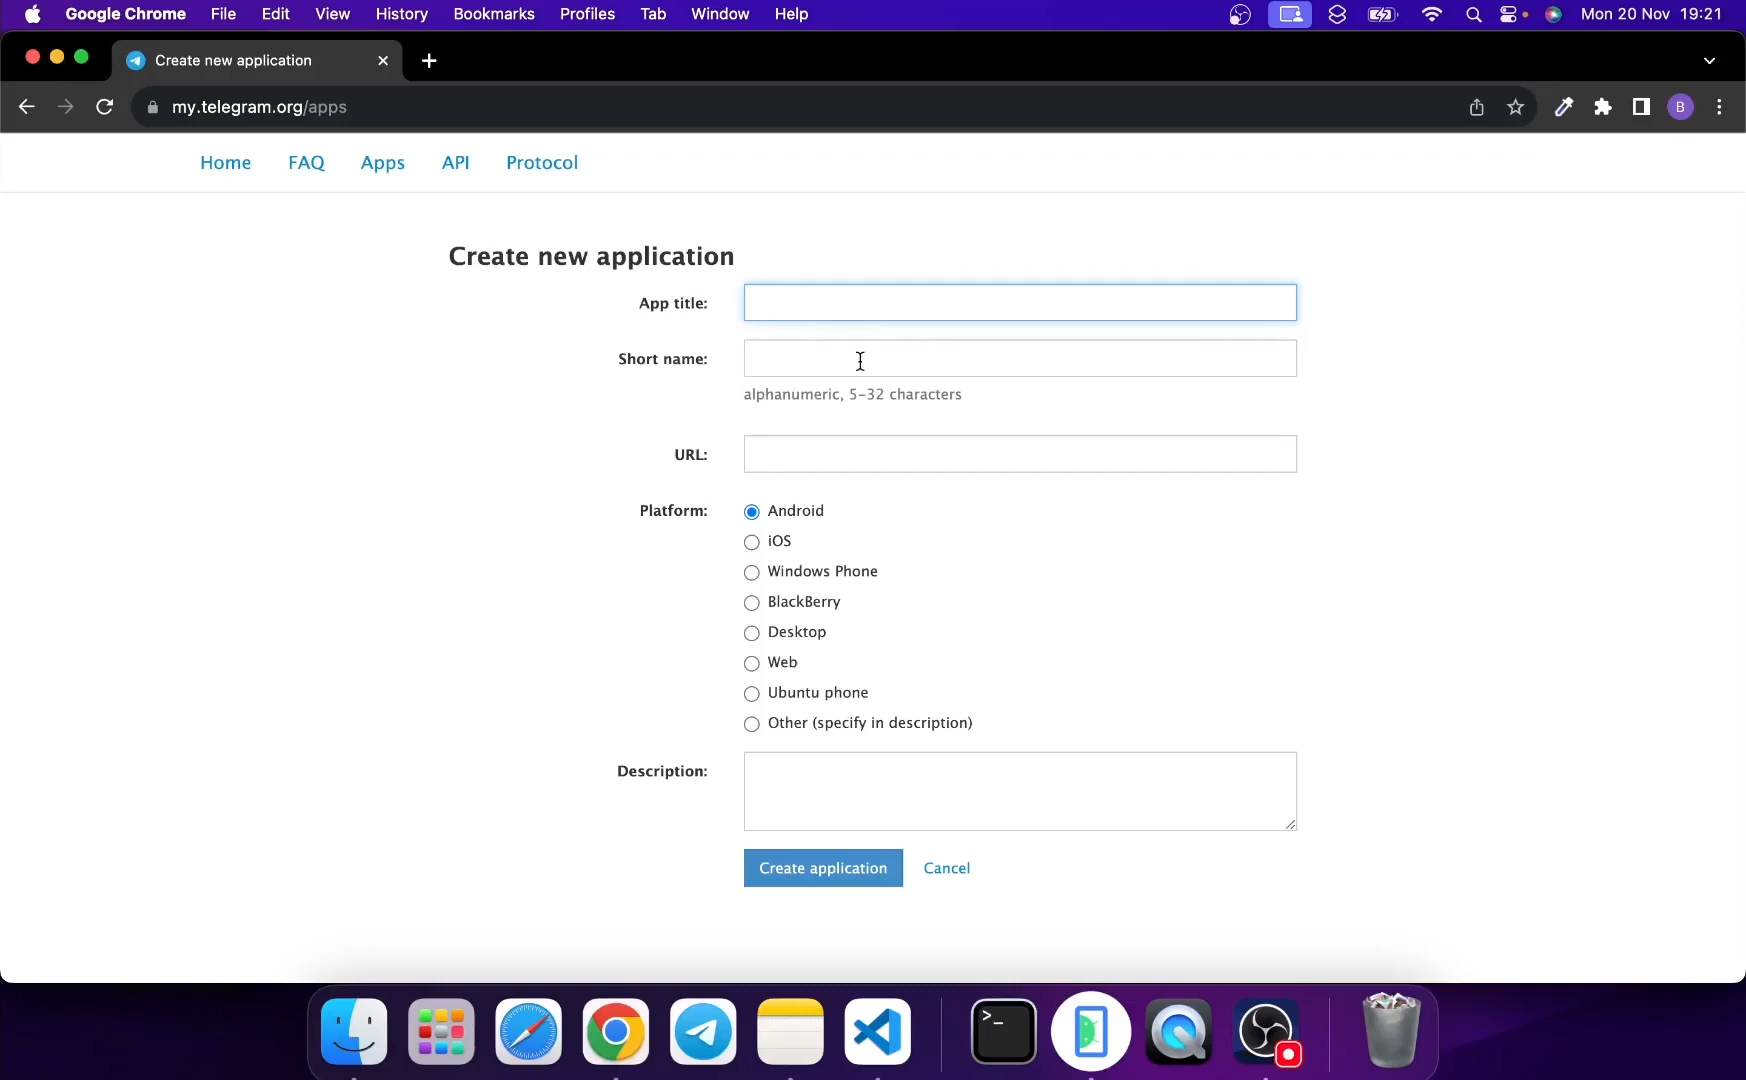 Google Chrome File Edit View History Bookmarks Profiles Tab Window Help Mon 20 Nov 19:21
Create new application
my.telegram.org/apps B
Home FAQ Apps API Protocol
Create new application
App title:
Short name:
alphanumeric, 5-32 characters
URL:
Platform: Android
iOS
Windows Phone
BlackBerry
Desktop
Web
Ubuntu phone
Other (specify in description)
Description:
Create application Cancel